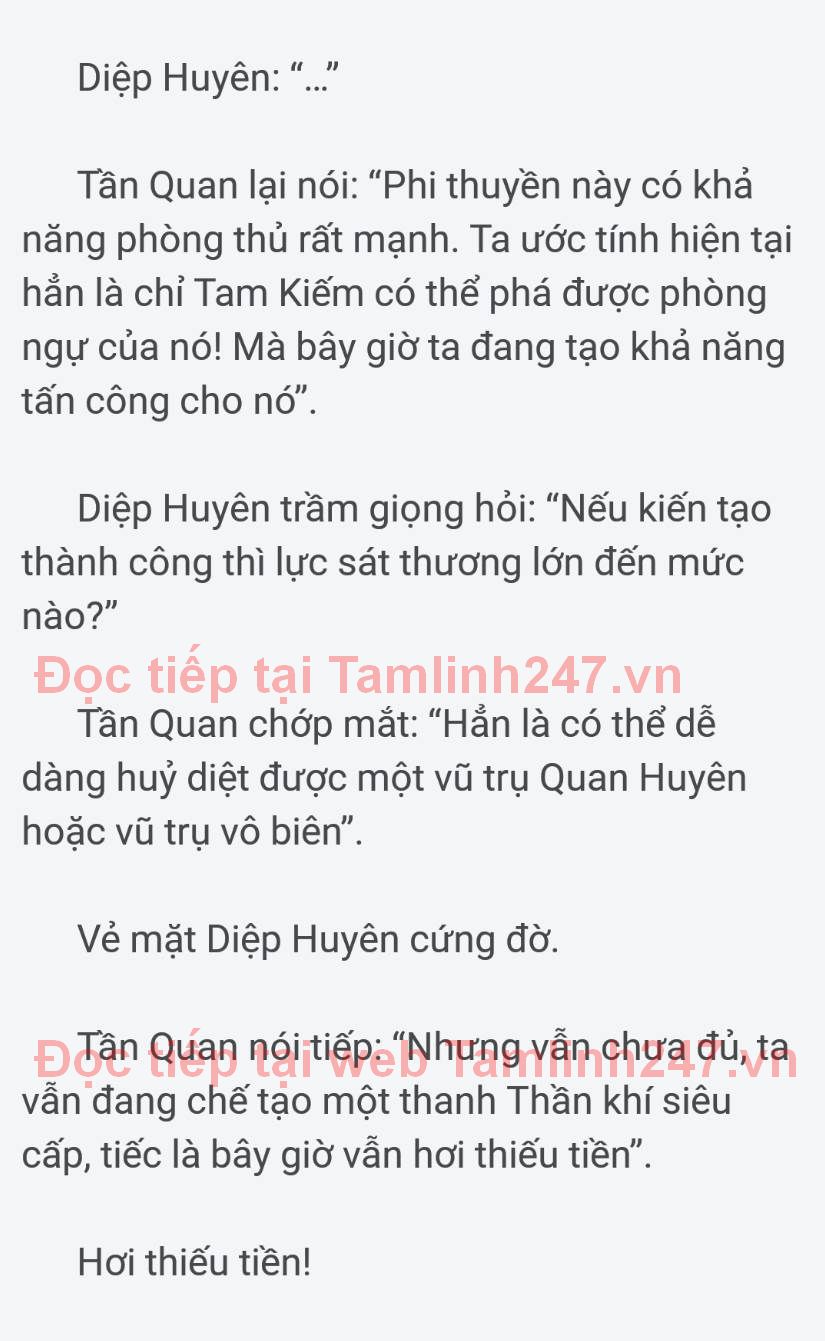 Diệp Huyên: “...”
Tần Quan lại nói: “Phi thuyền này có khả
năng phòng thủ rất mạnh. Ta ước tính hiện tại
hẳn là chỉ Tam Kiếm có thể phá được phòng
ngự của nó! Mà bây giờ ta đang tạo khả năng
tấn công cho nó”.
Diệp Huyên trầm giọng hỏi: “Nếu kiến tạo
thành công thì lực sát thương lớn đến mức
nào?”
Đọc tiếp tại Tamlinh247.vn
Tần Quan chớp mắt: “Hẳn là có thể dễ
dàng huỷ diệt được một vũ trụ Quan Huyên
hoặc vũ trụ vô biên”.
Vẻ mặt Diệp Huyên cứng đờ.
Tần Quan nói tiếp: “Nhưng vẫn chưa đủ, ta
Đọc tiếp tại web Tamlinh247.vn
vẫn đang chế tạo một thanh Thần khí siêu
cấp, tiếc là bây giờ vẫn hơi thiếu tiền”.
Hơi thiếu tiền!